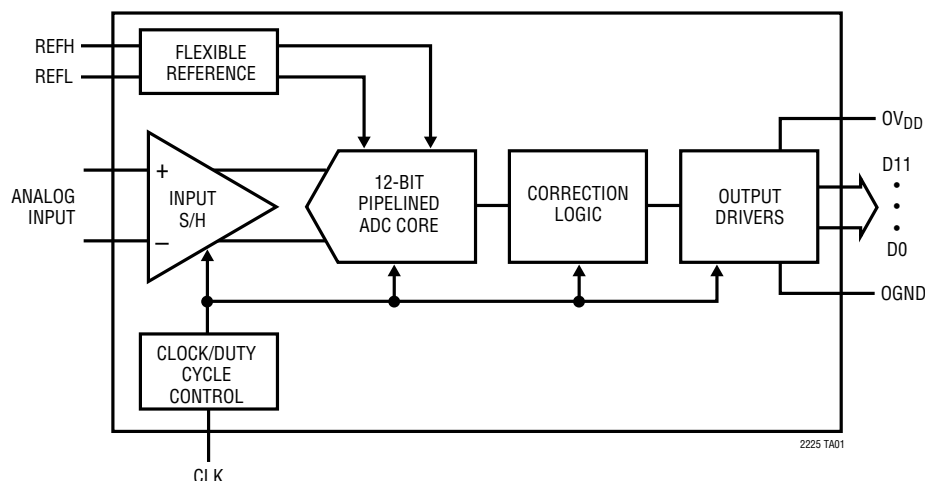 REFH
REFL
FLEXIBLE
REFERENCE
OVDD
D11
ANALOG
INPUT
+
–
INPUT
S/H
12-BIT
PIPELINED
ADC CORE
CORRECTION
LOGIC
OUTPUT
DRIVERS
D0
OGND
CLOCK/DUTY
CYCLE
CONTROL
2225 TA01
CLK